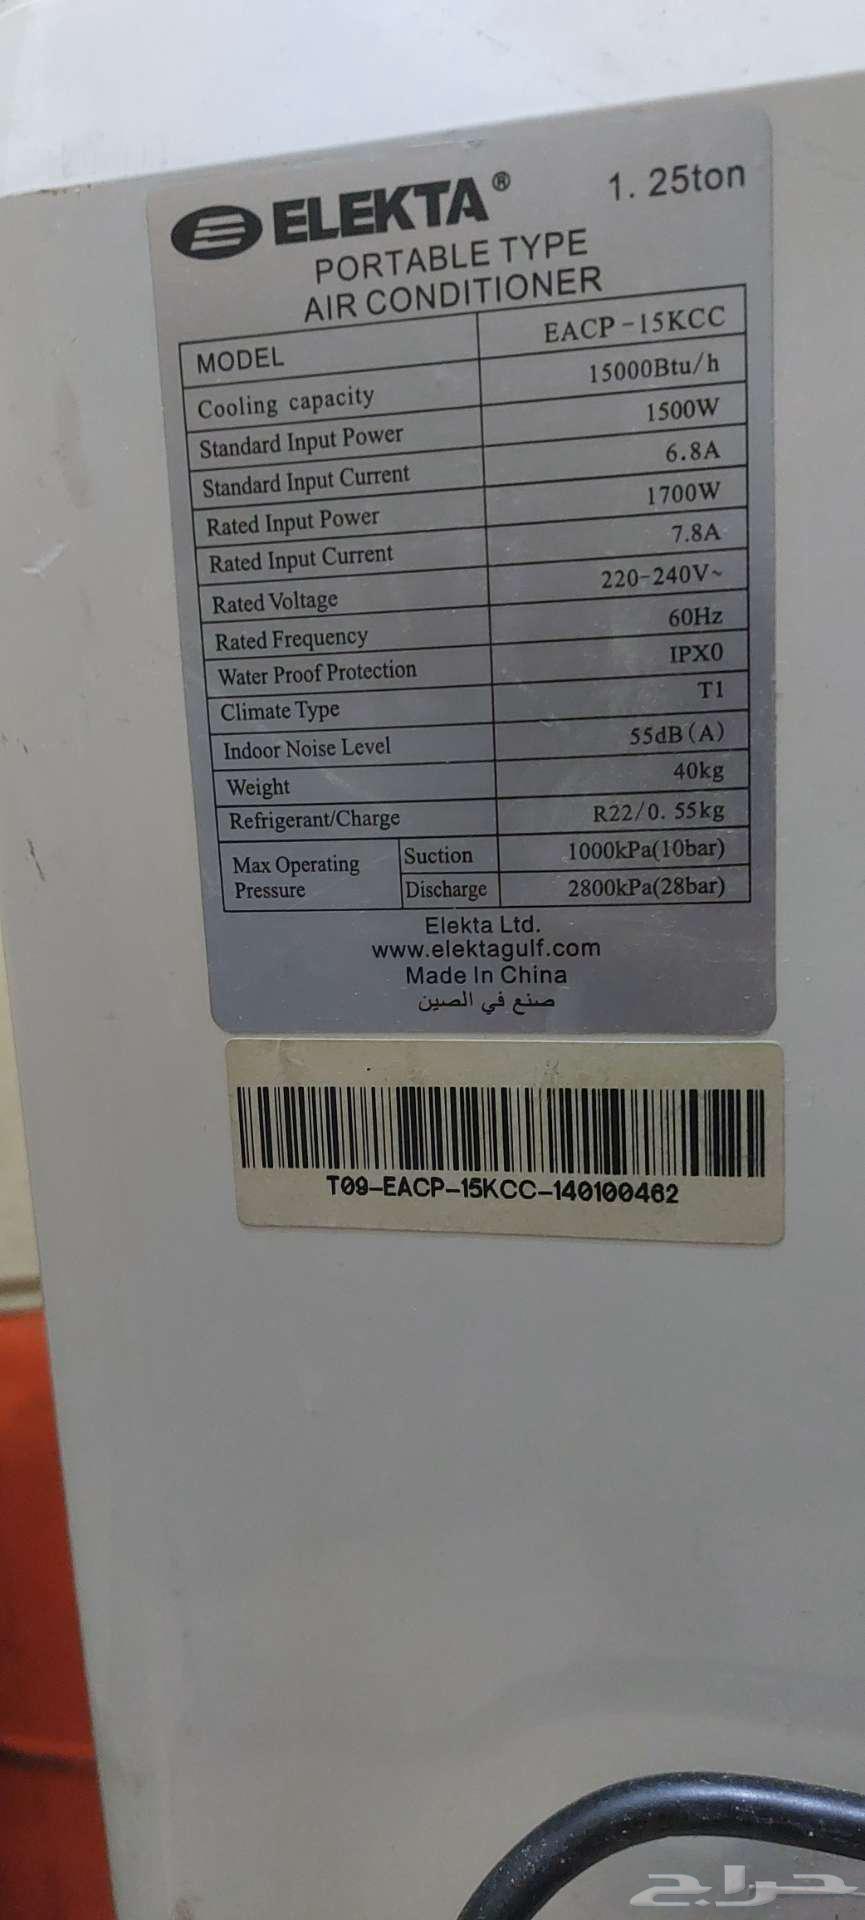 ELEKTA® 1.25ton
PORTABLE TYPE
AIR CONDITIONER
MODEL EACP-15KCC
Cooling capacity 15000Btu/h
Standard Input Power 1500W
Standard Input Current 6.8A
Rated Input Power 1700W
Rated Input Current 7.8A
Rated Voltage 220-240V~
Rated Frequency 60Hz
Water Proof Protection IPX0
Climate Type T1
Indoor Noise Level 55dB(A)
Weight 40kg
Refrigerant/Charge R22/0.55kg
Max Operating Pressure Suction 1000kPa(10bar)
Discharge 2800kPa(28bar)
Elekta Ltd.
www.elektagulf.com
Made In China
صنع في الصين
T09-EACP-15KCC-140100462
حراج